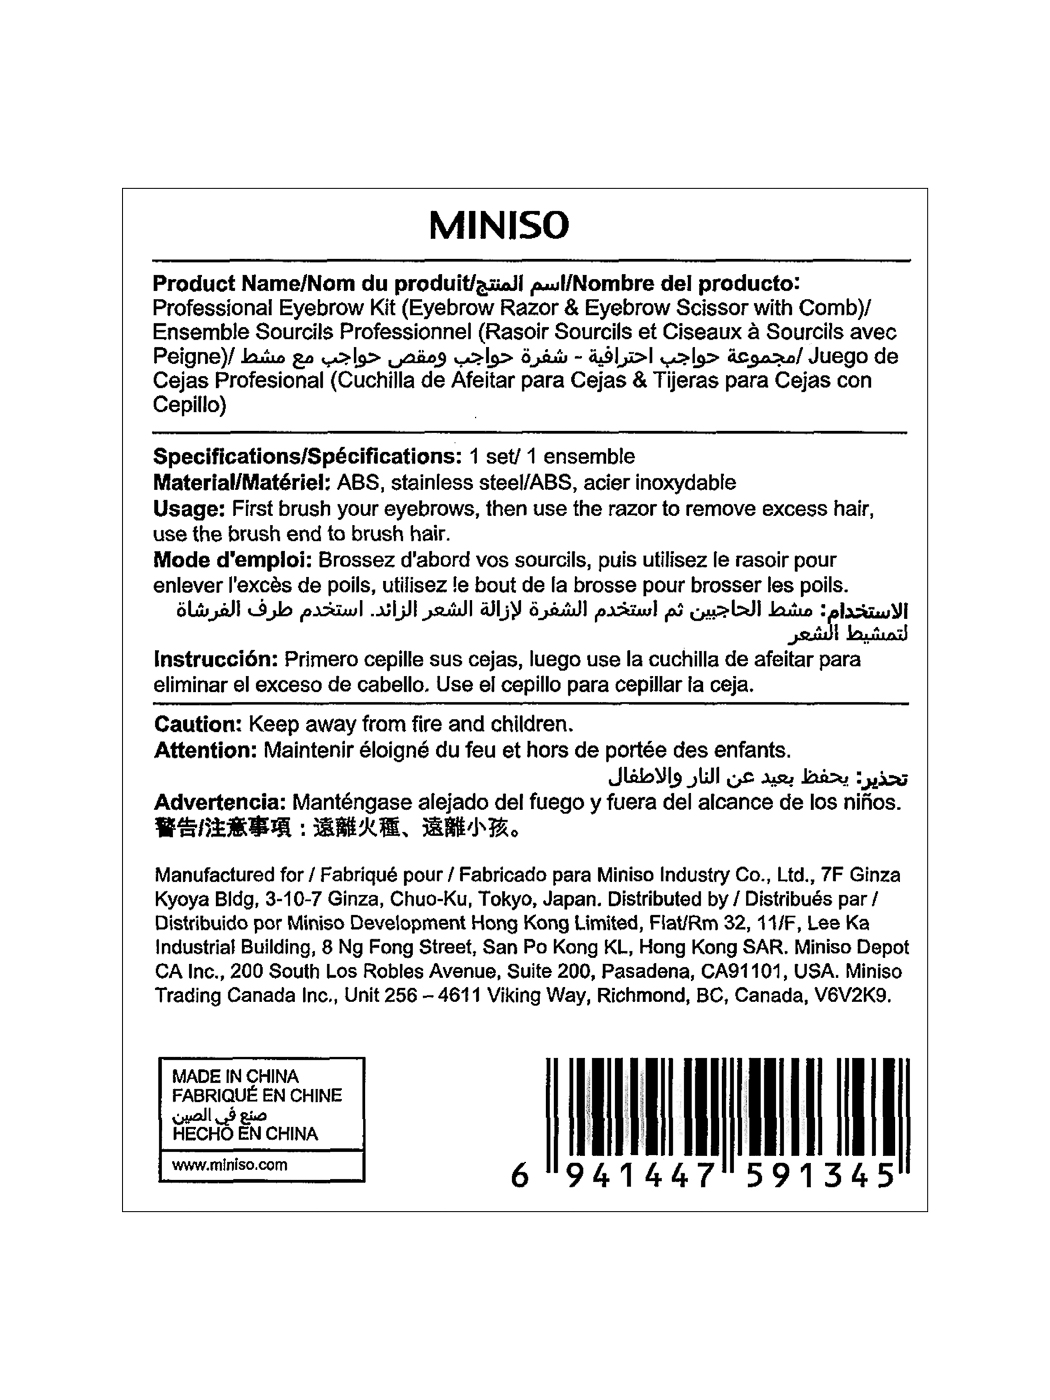 MINISO
Product Name/Nom du produit/اسم المنتج/Nombre del producto:
Professional Eyebrow Kit (Eyebrow Razor & Eyebrow Scissor with Comb)/
Ensemble Sourcils Professionnel (Rasoir Sourcils et Ciseaux à Sourcils avec
Peigne)/ مجموعة حواجب احترافية - شفرة حواجب ومقص حواجب مع مشط/ Juego de
Cejas Profesional (Cuchilla de Afeitar para Cejas & Tijeras para Cejas con
Cepillo)
Specifications/Spécifications: 1 set/ 1 ensemble
Material/Matériel: ABS, stainless steel/ABS, acier inoxydable
Usage: First brush your eyebrows, then use the razor to remove excess hair,
use the brush end to brush hair.
Mode d'emploi: Brossez d'abord vos sourcils, puis utilisez le rasoir pour
enlever l'excès de poils, utilisez le bout de la brosse pour brosser les poils.
الاستخدام: مشط الحاجبين ثم استخدم الشفرة لإزالة الشعر الزائد. استخدم طرف الفرشاة
لتمشيط الشعر
Instrucción: Primero cepille sus cejas, luego use la cuchilla de afeitar para
eliminar el exceso de cabello. Use el cepillo para cepillar la ceja.
Caution: Keep away from fire and children.
Attention: Maintenir éloigné du feu et hors de portée des enfants.
تحذير: يحفظ بعيد عن النار والاطفال
Advertencia: Manténgase alejado del fuego y fuera del alcance de los niños.
警告/注意事項：遠離火種、遠離小孩。
Manufactured for / Fabriqué pour / Fabricado para Miniso Industry Co., Ltd., 7F Ginza
Kyoya Bldg, 3-10-7 Ginza, Chuo-Ku, Tokyo, Japan. Distributed by / Distribués par /
Distribuido por Miniso Development Hong Kong Limited, Flat/Rm 32, 11/F, Lee Ka
Industrial Building, 8 Ng Fong Street, San Po Kong KL, Hong Kong SAR. Miniso Depot
CA Inc., 200 South Los Robles Avenue, Suite 200, Pasadena, CA91101, USA. Miniso
Trading Canada Inc., Unit 256 – 4611 Viking Way, Richmond, BC, Canada, V6V2K9.
MADE IN CHINA
FABRIQUÉ EN CHINE
صنع في الصين
HECHO EN CHINA
www.miniso.com
6 941447 591345